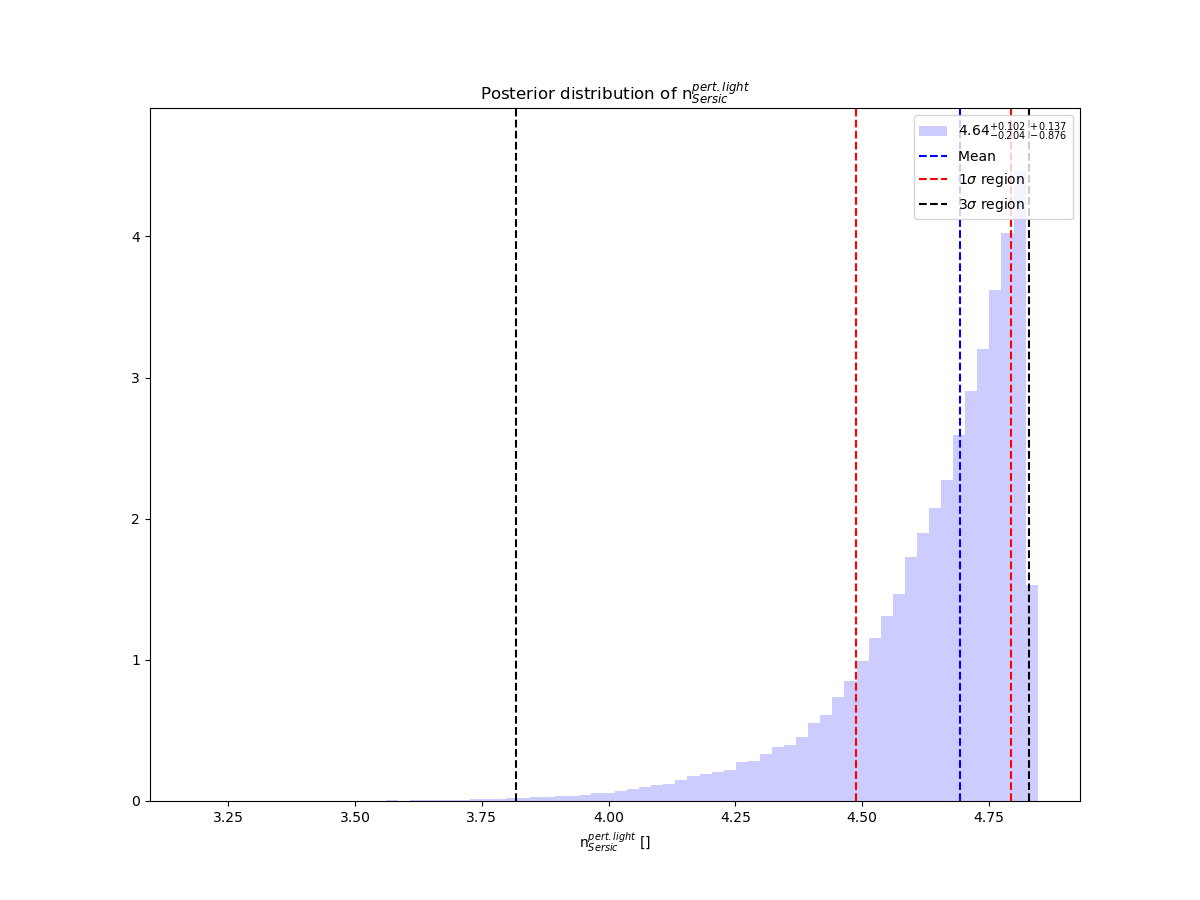 Posterior distribution of n^{pert. light}_{Sersic}
4.64^{+0.102}_{-0.204} ^{+0.137}_{-0.876}
Mean
1σ region
3σ region
4
3
2
1
0
3.25 3.50 3.75 4.00 4.25 4.50 4.75
n^{pert. light}_{Sersic} []